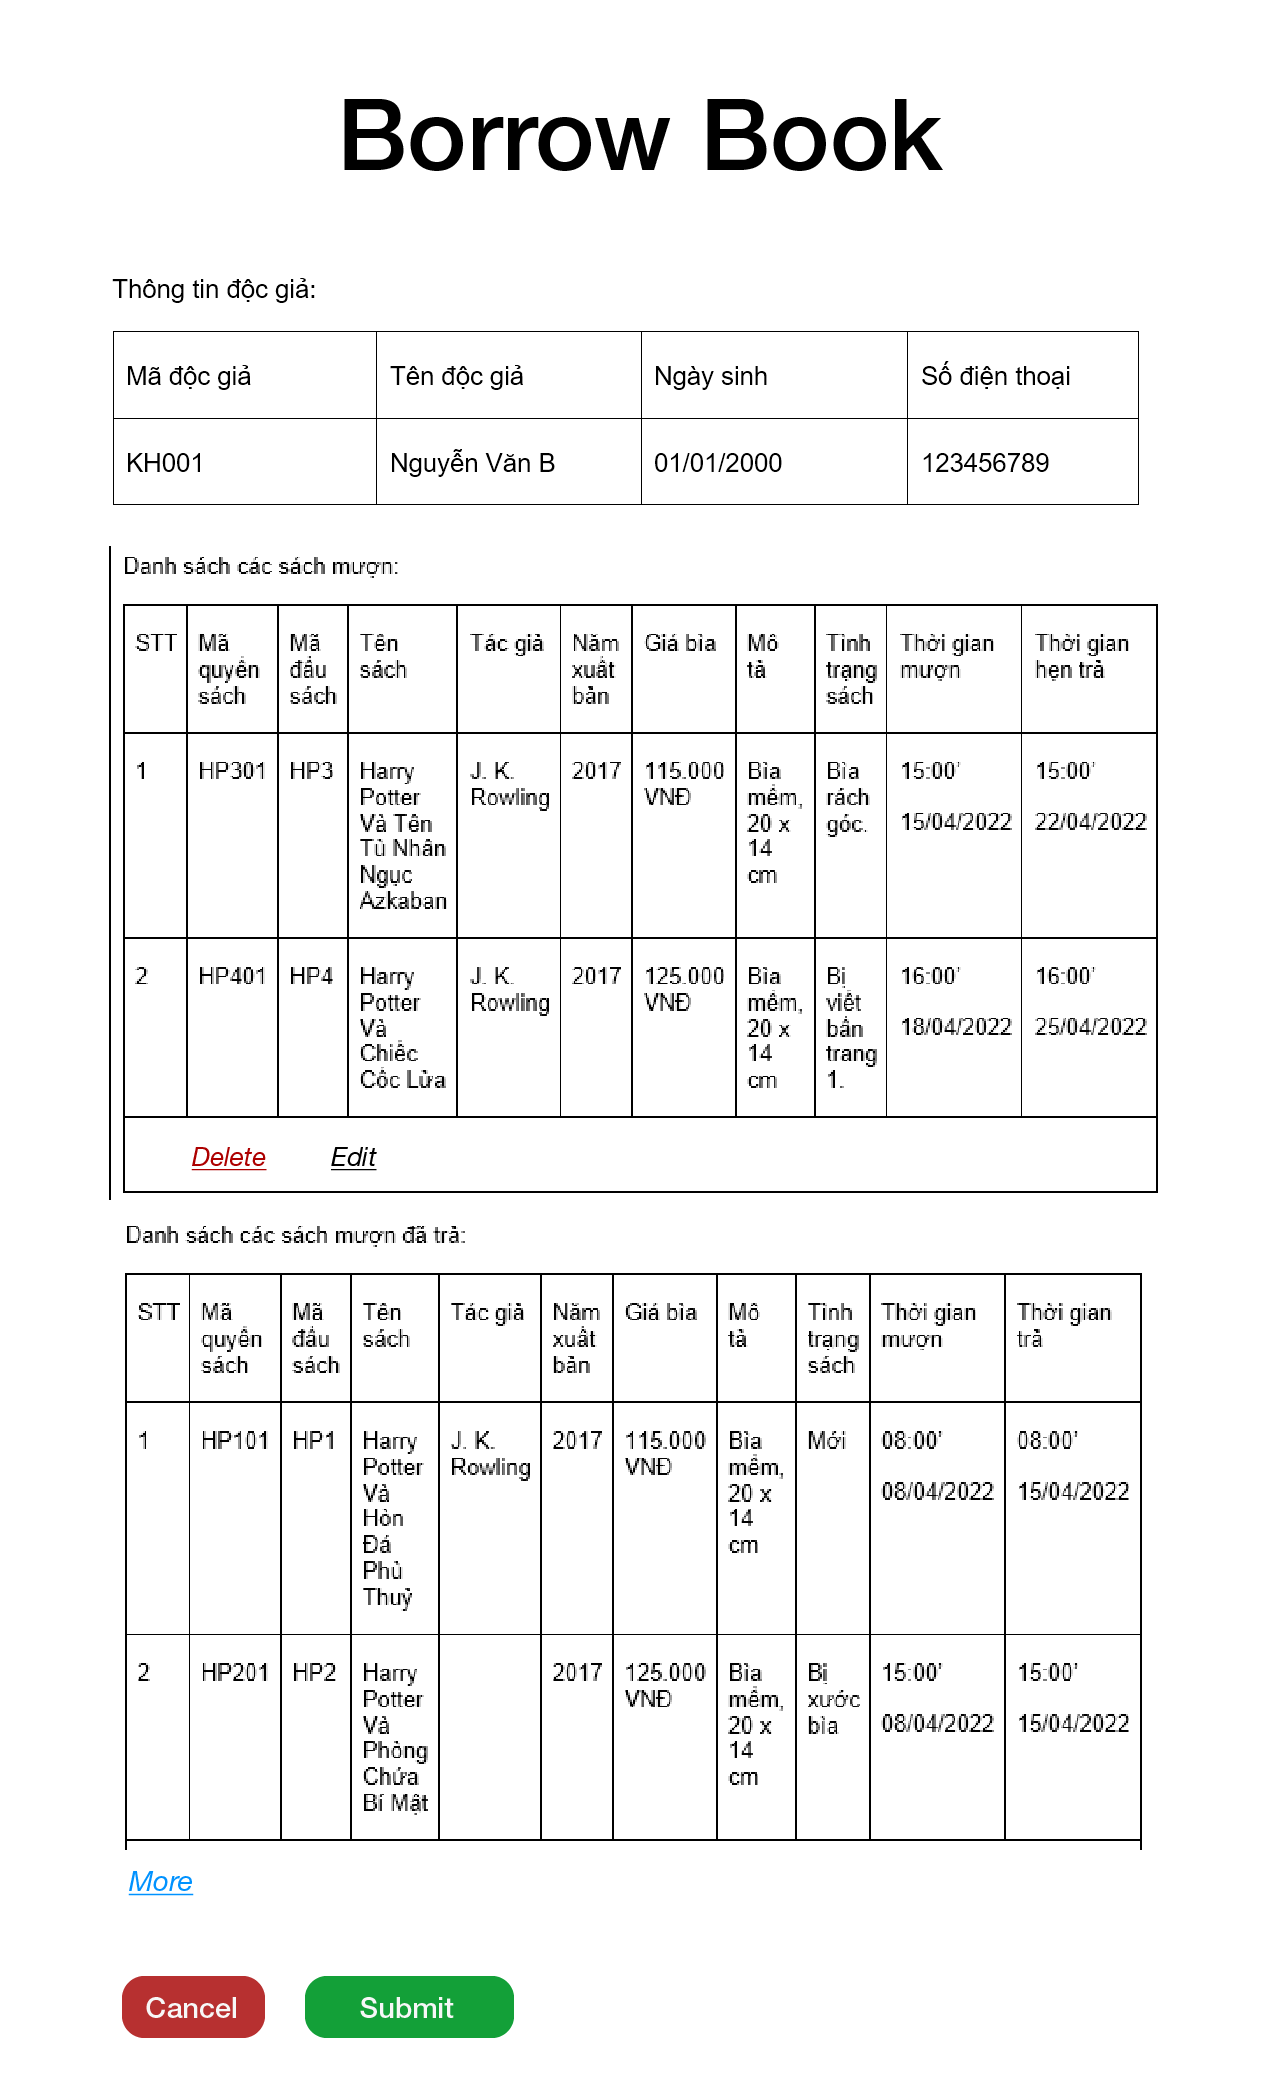 Borrow Book
Thông tin độc giả:
Mã độc giả Tên độc giả Ngày sinh Số điện thoại
KH001 Nguyễn Văn B 01/01/2000 123456789
Danh sách các sách mượn:
STT Mã quyển sách Mã đầu sách Tên sách Tác giả Năm xuất bản Giá bìa Mô tả Tình trạng sách Thời gian mượn Thời gian hẹn trả
1 HP301 HP3 Harry Potter Và Tên Tù Nhân Ngục Azkaban J. K. Rowling 2017 115.000 VNĐ Bìa mềm, 20 x 14 cm Bìa rách góc. 15:00’ 15/04/2022 15:00’ 22/04/2022
2 HP401 HP4 Harry Potter Và Chiếc Cốc Lửa J. K. Rowling 2017 125.000 VNĐ Bìa mềm, 20 x 14 cm Bị viết bẩn trang 1. 16:00’ 18/04/2022 16:00’ 25/04/2022
Delete Edit
Danh sách các sách mượn đã trả:
STT Mã quyển sách Mã đầu sách Tên sách Tác giả Năm xuất bản Giá bìa Mô tả Tình trạng sách Thời gian mượn Thời gian trả
1 HP101 HP1 Harry Potter Và Hòn Đá Phù Thuỷ J. K. Rowling 2017 115.000 VNĐ Bìa mềm, 20 x 14 cm Mới 08:00’ 08/04/2022 08:00’ 15/04/2022
2 HP201 HP2 Harry Potter Và Phòng Chứa Bí Mật 2017 125.000 VNĐ Bìa mềm, 20 x 14 cm Bị xước bìa 15:00’ 08/04/2022 15:00’ 15/04/2022
More
Cancel Submit